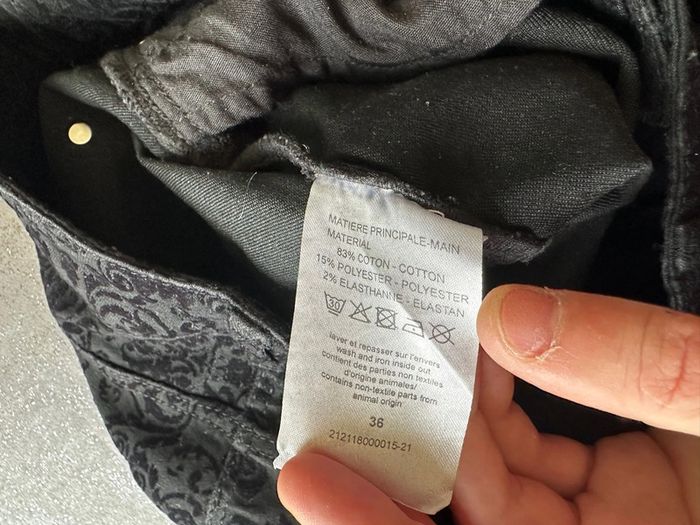 MATIERE PRINCIPALE-MAIN
MATERIAL
83% COTON - COTTON
15% POLYESTER - POLYESTER
2% ELASTHANNE - ELASTAN
30
laver et repasser sur l'envers
wash and iron inside out
contient des parties non textiles
d'origine animales/
contains non-textile parts from
animal origin
36
212118000015-21